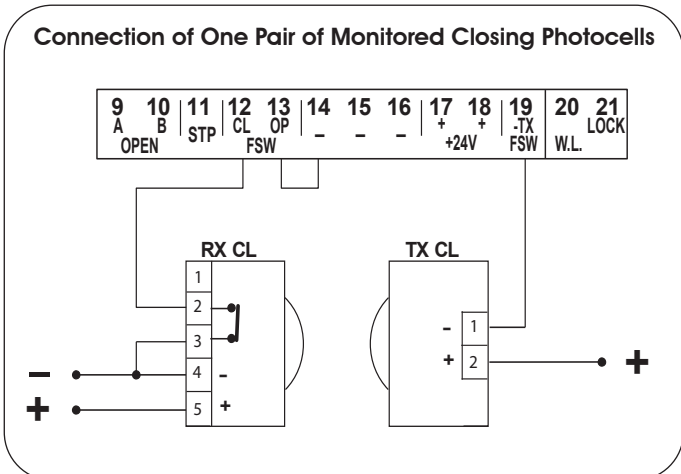 Connection of One Pair of Monitored Closing Photocells
9 10 11 12 13 14 15 16 17 18 19 20 21
A B STP CL OP – – – + + -TX LOCK
OPEN FSW +24V FSW W.L.
RX CL TX CL
1
2
3
– 4 -
+ 5 +
- 1
+ 2 +